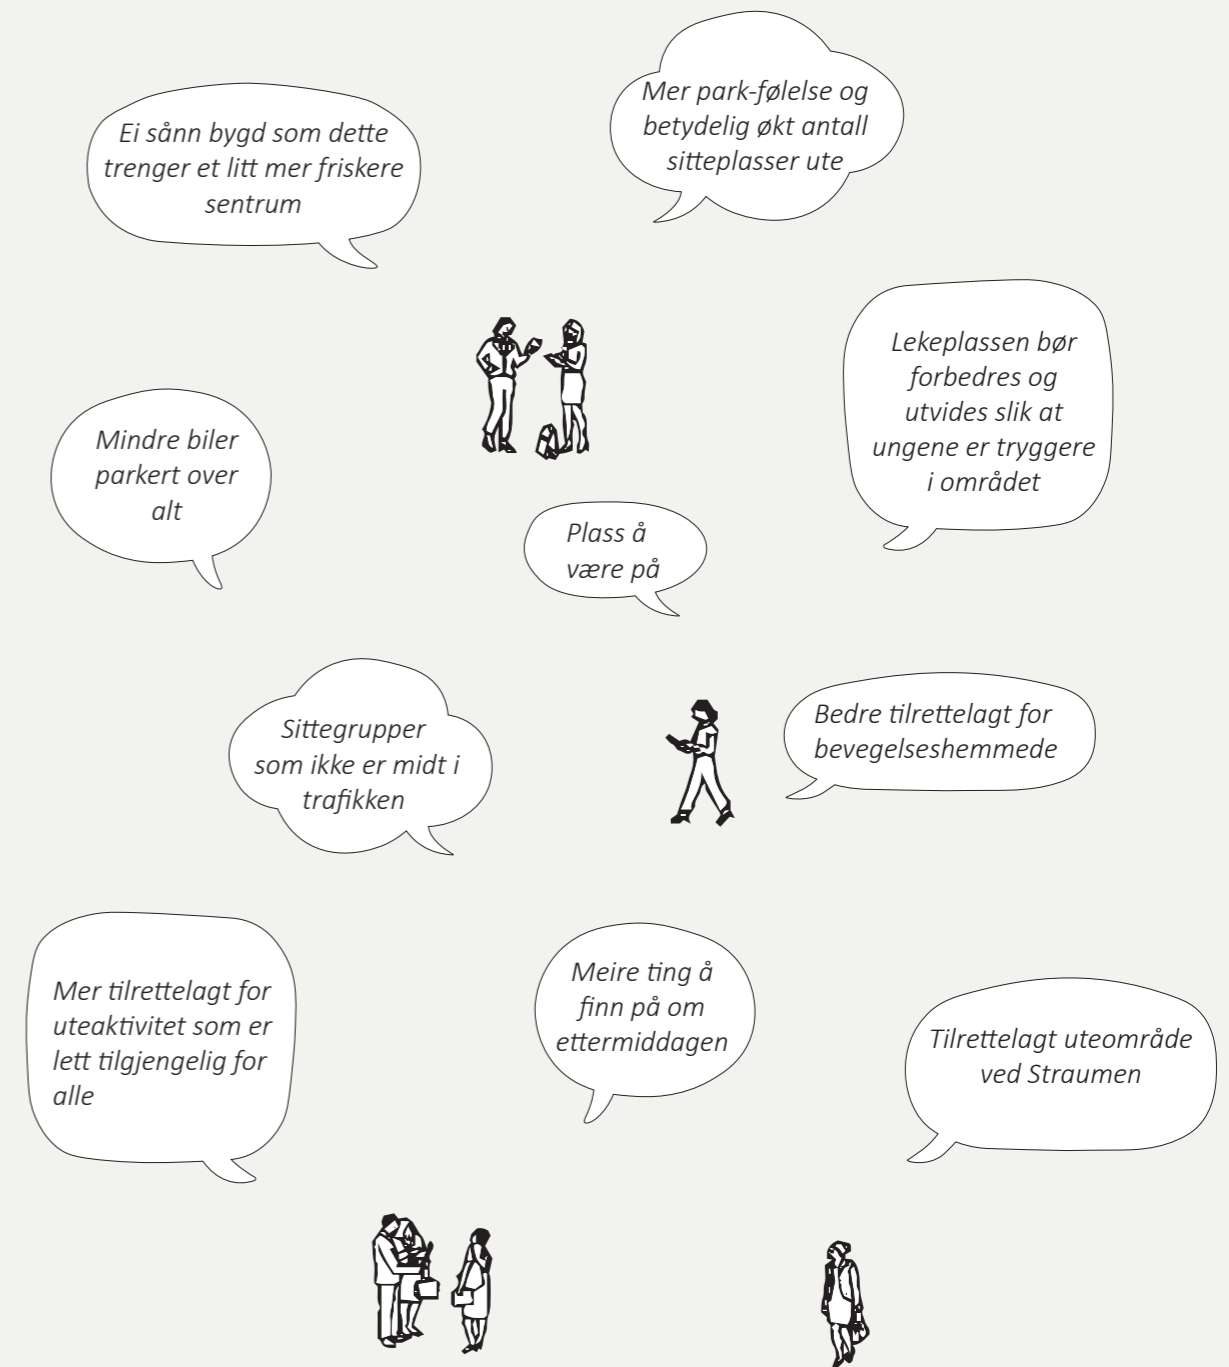 Ei sånn bygd som dette
trenger et litt mer friskere
sentrum
Mer park-følelse og
betydelig økt antall
sitteplasser ute
Lekeplassen bør
forbedres og
utvides slik at
ungene er tryggere
i området
Mindre biler
parkert over
alt
Plass å
være på
Sittegrupper
som ikke er midt i
trafikken
Bedre tilrettelagt for
bevegelseshemmede
Mer tilrettelagt for
uteaktivitet som er
lett tilgjengelig for
alle
Meire ting å
finn på om
ettermiddagen
Tilrettelagt uteområde
ved Straumen